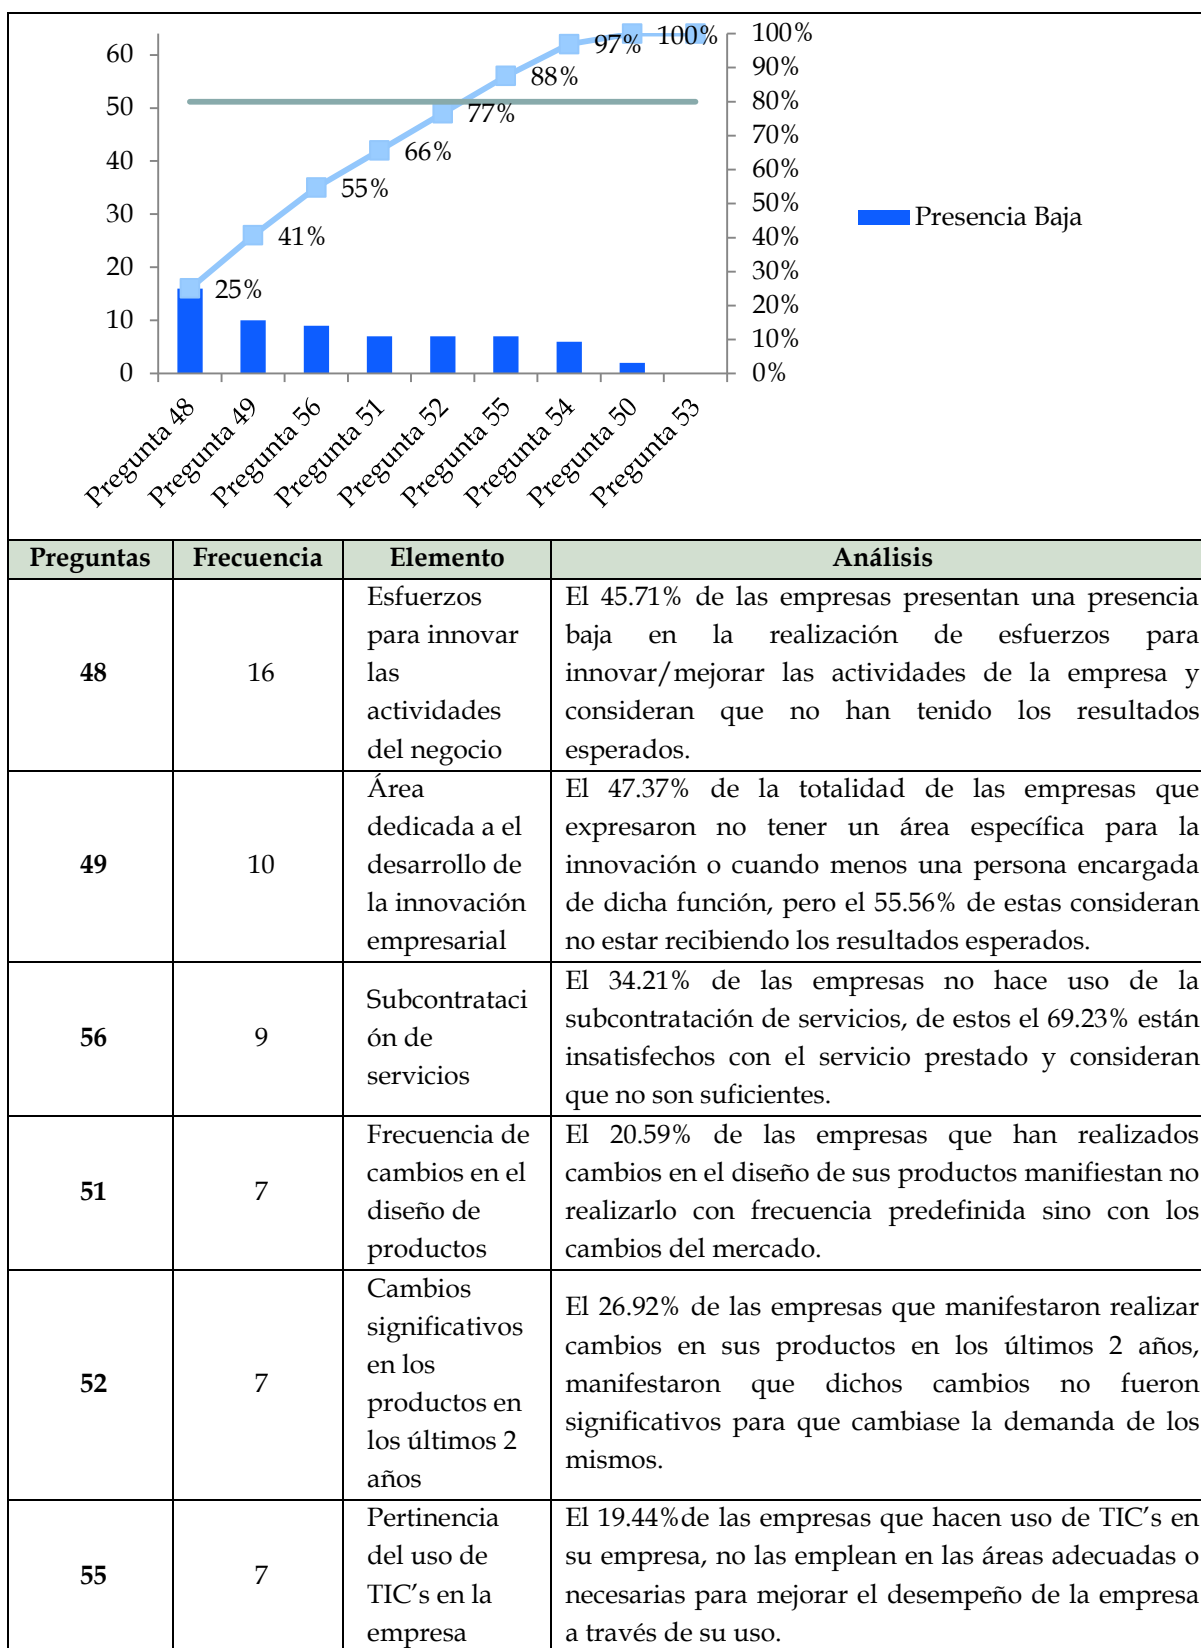 60
50
40
30
20
10
0
100%
90%
80%
70%
60%
50%
40%
30%
20%
10%
0%
25%
41%
55%
66%
77%
88%
97%
100%
Presencia Baja
Pregunta 48
Pregunta 49
Pregunta 56
Pregunta 51
Pregunta 52
Pregunta 55
Pregunta 54
Pregunta 50
Pregunta 53
Preguntas Frecuencia Elemento Análisis
48
16
Esfuerzos
para innovar
las
actividades
del negocio
El 45.71% de las empresas presentan una presencia
baja en la realización de esfuerzos para
innovar/mejorar las actividades de la empresa y
consideran que no han tenido los resultados
esperados.
49
10
Área
dedicada a el
desarrollo de
la innovación
empresarial
El 47.37% de la totalidad de las empresas que
expresaron no tener un área específica para la
innovación o cuando menos una persona encargada
de dicha función, pero el 55.56% de estas consideran
no estar recibiendo los resultados esperados.
56
9
Subcontrataci
ón de
servicios
El 34.21% de las empresas no hace uso de la
subcontratación de servicios, de estos el 69.23% están
insatisfechos con el servicio prestado y consideran
que no son suficientes.
51
7
Frecuencia de
cambios en el
diseño de
productos
El 20.59% de las empresas que han realizados
cambios en el diseño de sus productos manifiestan no
realizarlo con frecuencia predefinida sino con los
cambios del mercado.
52
7
Cambios
significativos
en los
productos en
los últimos 2
años
El 26.92% de las empresas que manifestaron realizar
cambios en sus productos en los últimos 2 años,
manifestaron que dichos cambios no fueron
significativos para que cambiase la demanda de los
mismos.
55
7
Pertinencia
del uso de
TIC’s en la
empresa
El 19.44%de las empresas que hacen uso de TIC’s en
su empresa, no las emplean en las áreas adecuadas o
necesarias para mejorar el desempeño de la empresa
a través de su uso.